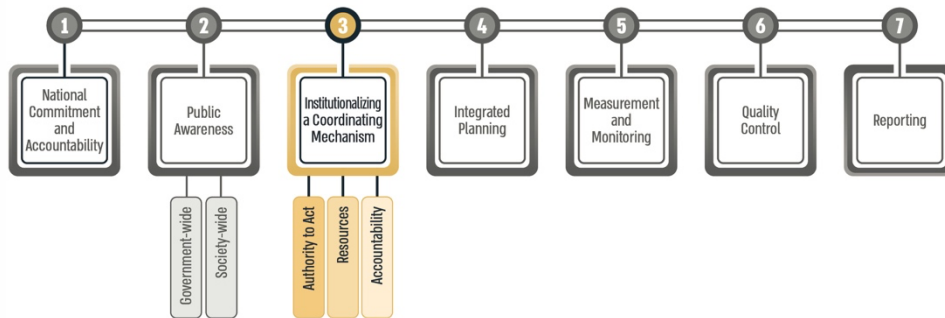 1
2
3
4
5
6
7
National
Commitment
and
Accountability
Public
Awareness
Institutionalizing
a Coordinating
Mechanism
Integrated
Planning
Measurement
and
Monitoring
Quality
Control
Reporting
Government-wide
Society-wide
Authority to Act
Resources
Accountability